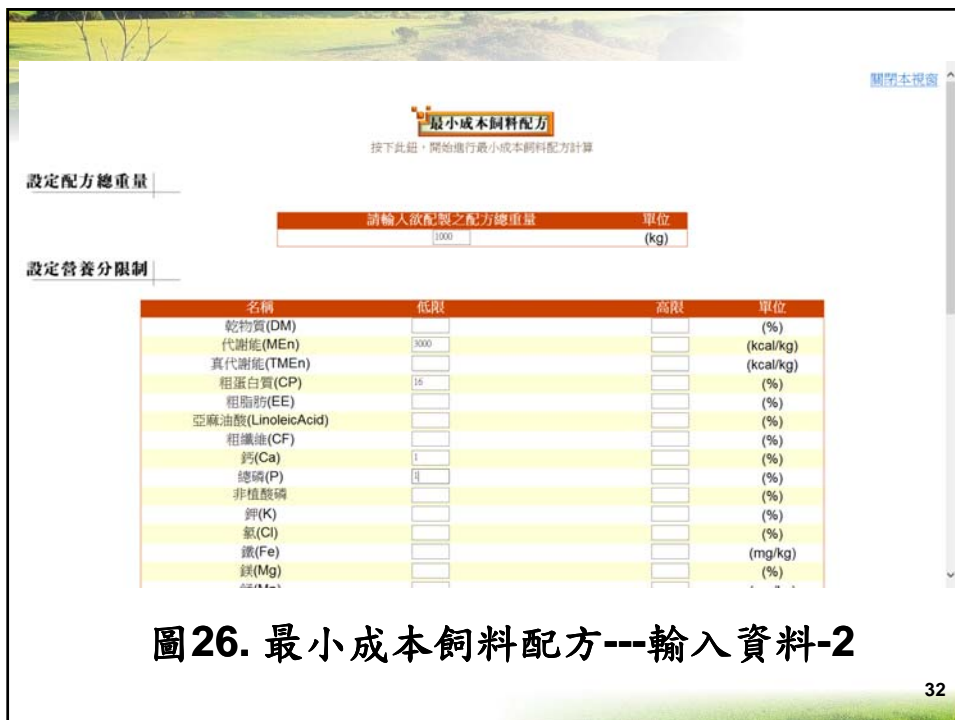 關閉本視窗
最小成本飼料配方
按下此鈕，開始進行最小成本飼料配方計算
設定配方總重量
請輸入欲配製之配方總重量 單位
1000 (kg)
設定營養分限制
名稱 低限 高限 單位
乾物質(DM) (%)
代謝能(MEn) 3000 (kcal/kg)
真代謝能(TMEn) (kcal/kg)
粗蛋白質(CP) 16 (%)
粗脂肪(EE) (%)
亞麻油酸(LinoleicAcid) (%)
粗纖維(CF) (%)
鈣(Ca) 1 (%)
總磷(P) 1 (%)
非植酸磷 (%)
鉀(K) (%)
氯(Cl) (%)
鐵(Fe) (mg/kg)
鎂(Mg) (%)
圖26. 最小成本飼料配方---輸入資料-2
32